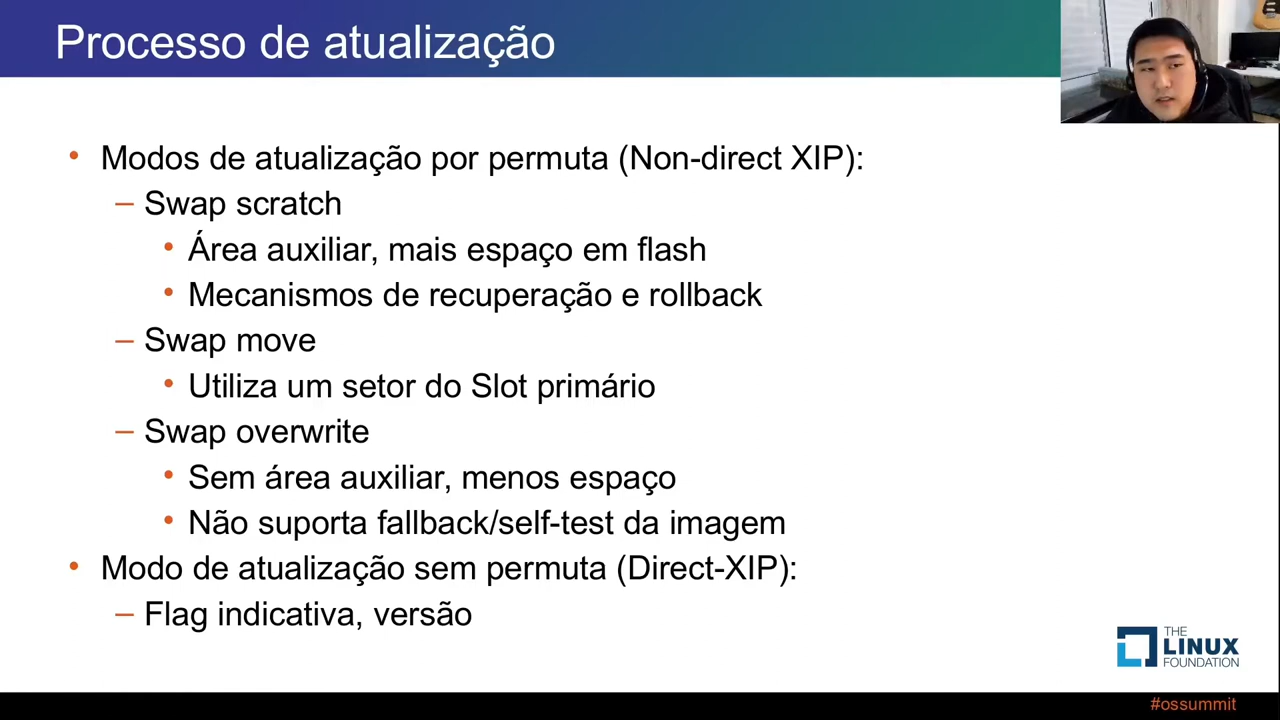 Processo de atualização
• Modos de atualização por permuta (Non-direct XIP):
– Swap scratch
• Área auxiliar, mais espaço em flash
• Mecanismos de recuperação e rollback
– Swap move
• Utiliza um setor do Slot primário
– Swap overwrite
• Sem área auxiliar, menos espaço
• Não suporta fallback/self-test da imagem
• Modo de atualização sem permuta (Direct-XIP):
– Flag indicativa, versão
THE
LINUX
FOUNDATION
#ossummit